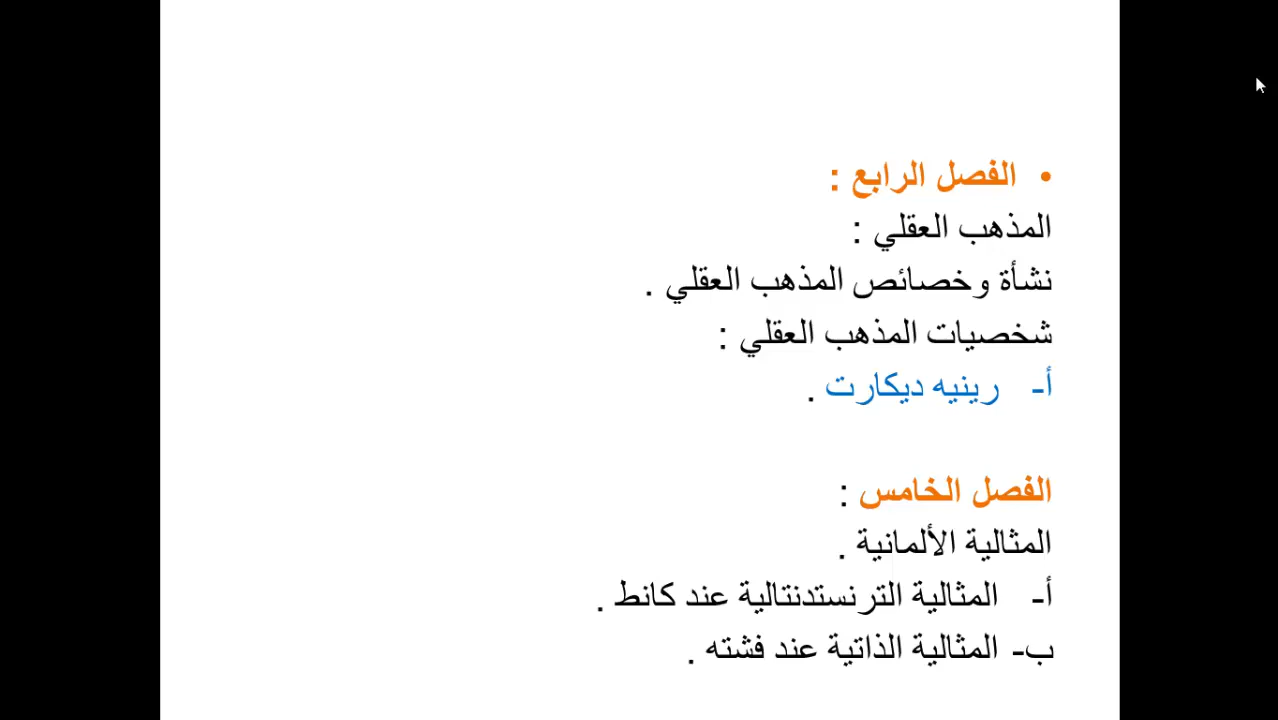 • الفصل الرابع :
المذهب العقلي :
نشأة وخصائص المذهب العقلي .
شخصيات المذهب العقلي :
أ- رينيه ديكارت .
الفصل الخامس :
المثالية الألمانية .
أ- المثالية الترنستدنتالية عند كانط .
ب- المثالية الذاتية عند فشته .